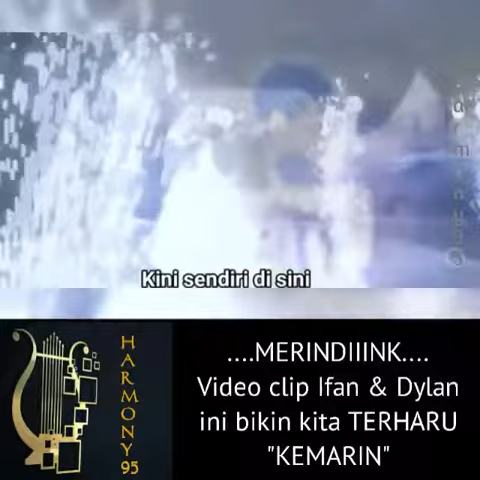 Kini sendiri di sini
HARMONY
95
....MERINDIIINK....
Video clip Ifan & Dylan
ini bikin kita TERHARU
"KEMARIN"